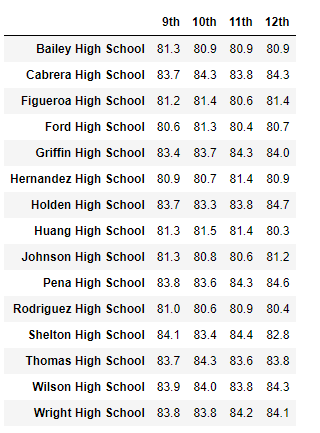 9th 10th 11th 12th
Bailey High School 81.3 80.9 80.9 80.9
Cabrera High School 83.7 84.3 83.8 84.3
Figueroa High School 81.2 81.4 80.6 81.4
Ford High School 80.6 81.3 80.4 80.7
Griffin High School 83.4 83.7 84.3 84.0
Hernandez High School 80.9 80.7 81.4 80.9
Holden High School 83.7 83.3 83.8 84.7
Huang High School 81.3 81.5 81.4 80.3
Johnson High School 81.3 80.8 80.6 81.2
Pena High School 83.8 83.6 84.3 84.6
Rodriguez High School 81.0 80.6 80.9 80.4
Shelton High School 84.1 83.4 84.4 82.8
Thomas High School 83.7 84.3 83.6 83.8
Wilson High School 83.9 84.0 83.8 84.3
Wright High School 83.8 83.8 84.2 84.1